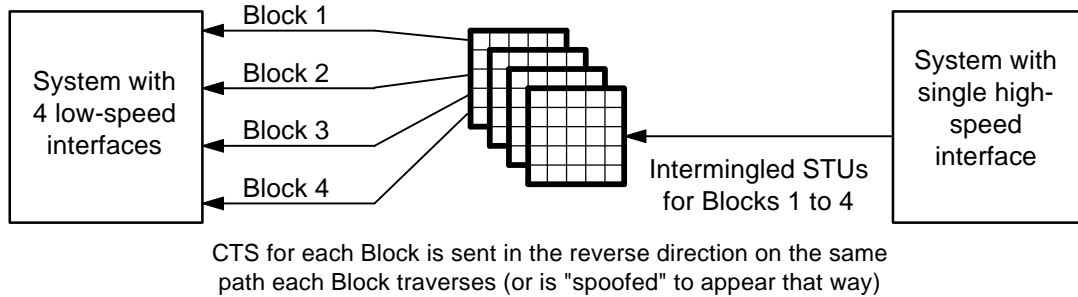 Block 1
Block 2
Block 3
Block 4
System with
4 low-speed
interfaces
System with
single high-
speed
interface
Intermingled STUs
for Blocks 1 to 4
CTS for each Block is sent in the reverse direction on the same
path each Block traverses (or is "spoofed" to appear that way)